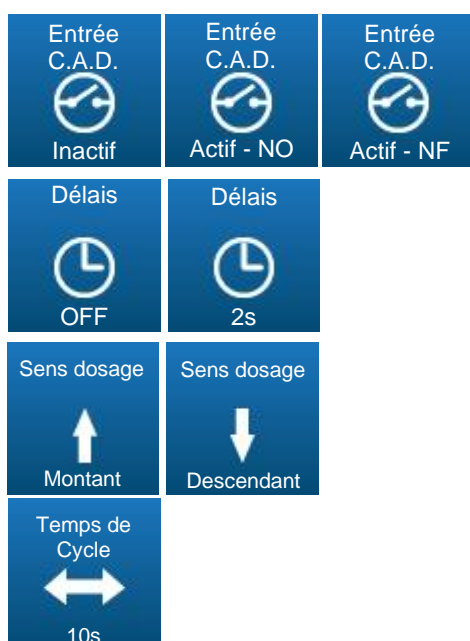 Entrée
C.A.D.
Inactif
Entrée
C.A.D.
Actif - NO
Entrée
C.A.D.
Actif - NF
Délais
OFF
Délais
2s
Sens dosage
Montant
Sens dosage
Descendant
Temps de
Cycle
10s